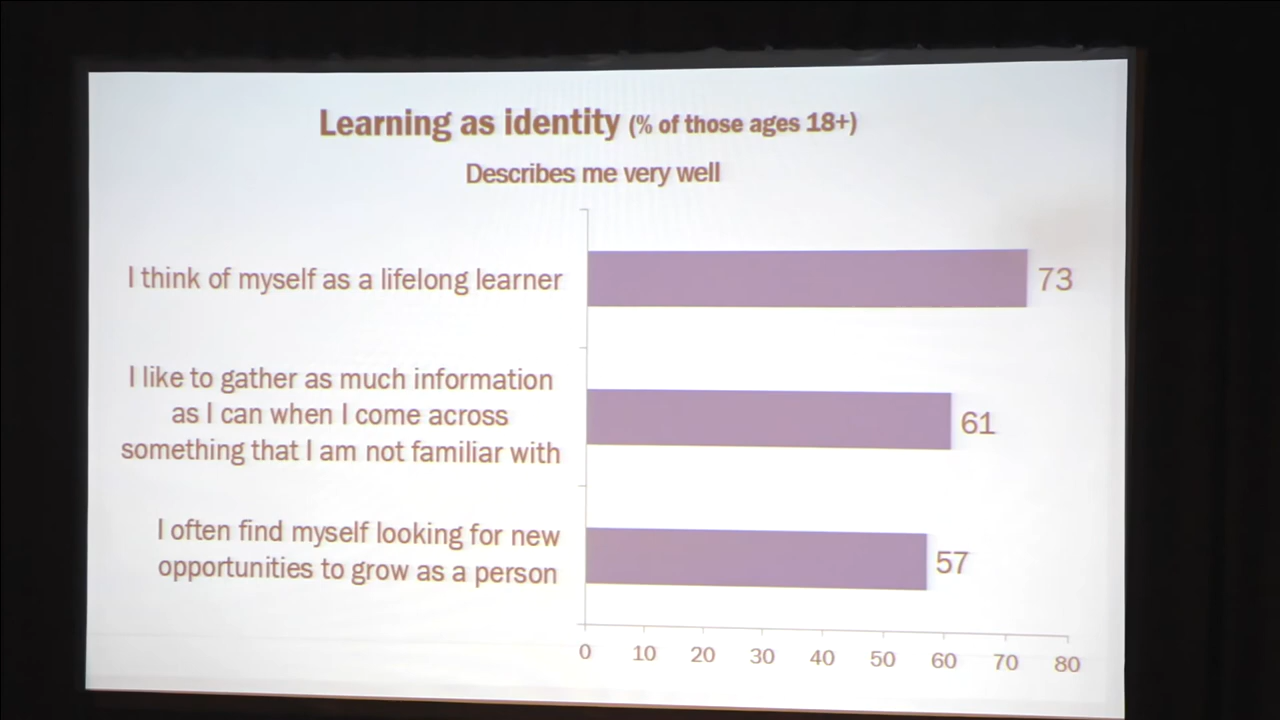 Learning as identity (% of those ages 18+)
Describes me very well
I think of myself as a lifelong learner
73
I like to gather as much information
as I can when I come across
something that I am not familiar with
61
I often find myself looking for new
opportunities to grow as a person
57
0 10 20 30 40 50 60 70 80